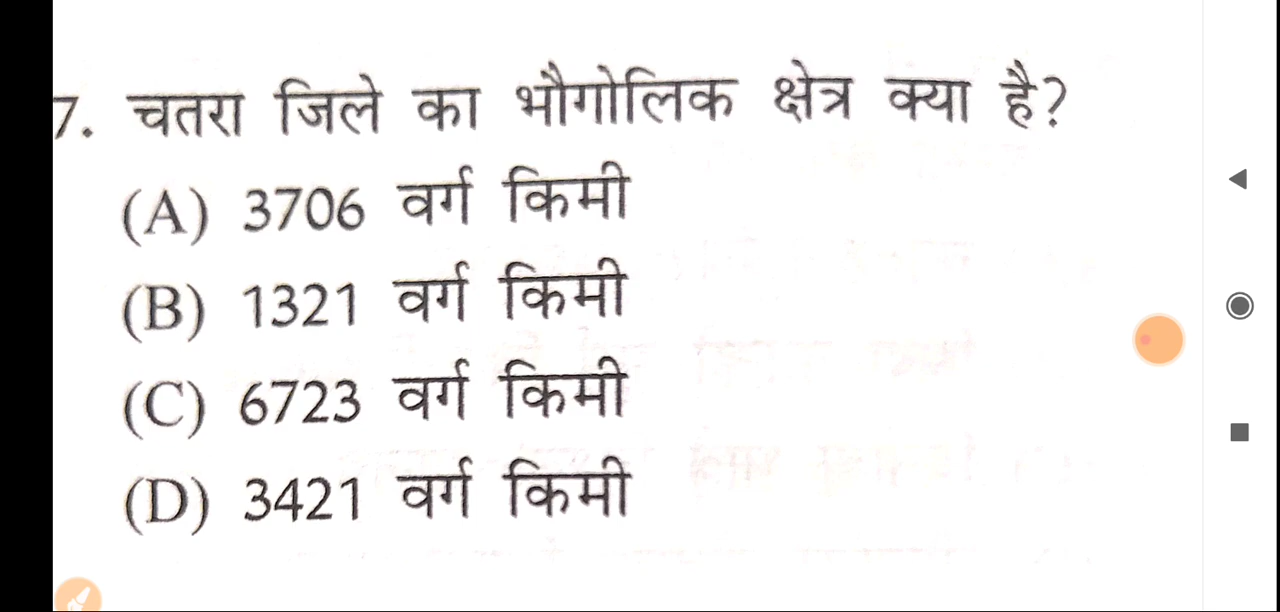 7. चतरा जिले का भौगोलिक क्षेत्र क्या है?
(A) 3706 वर्ग किमी
(B) 1321 वर्ग किमी
(C) 6723 वर्ग किमी
(D) 3421 वर्ग किमी